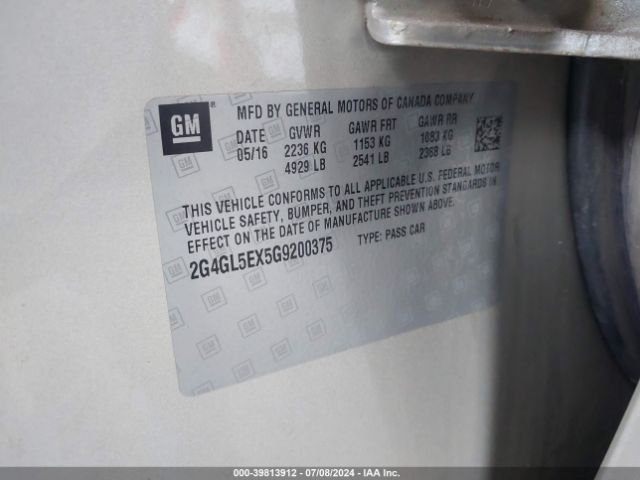 GM ®
MFD BY GENERAL MOTORS OF CANADA COMPANY
DATE GVWR GAWR FRT GAWR RR
05/16 2236 KG 1153 KG 1083 KG
4929 LB 2541 LB 2388 LB
THIS VEHICLE CONFORMS TO ALL APPLICABLE U.S. FEDERAL MOTOR
VEHICLE SAFETY, BUMPER, AND THEFT PREVENTION STANDARDS IN
EFFECT ON THE DATE OF MANUFACTURE SHOWN ABOVE.
2G4GL5EX5G9200375 TYPE: PASS CAR
000-39813912 - 07/08/2024 - IAA Inc.